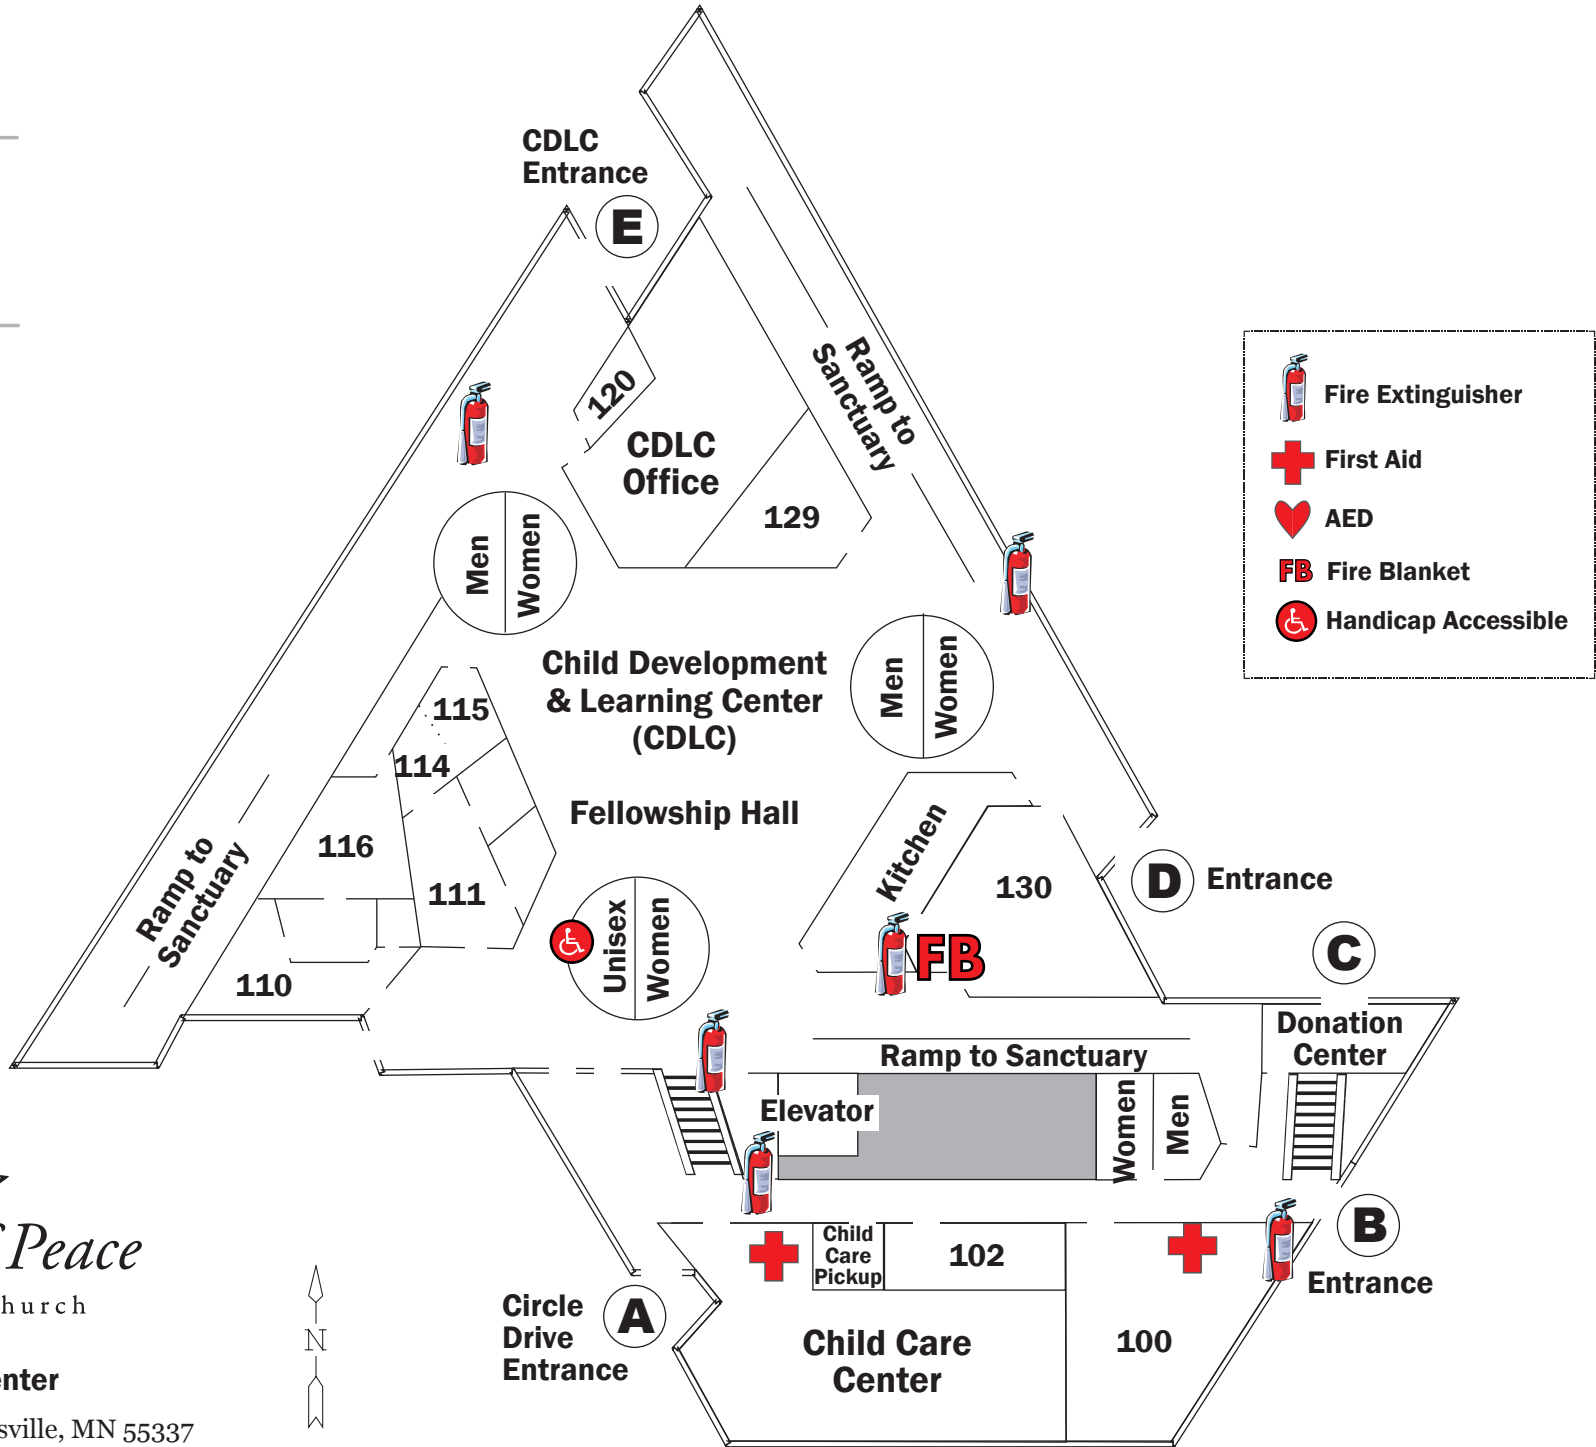 CDLC
Entrance
E
120
CDLC
Office
129
Ramp to
Sanctuary
Men
Women
Fire Extinguisher
First Aid
AED
FB
Fire Blanket
Handicap Accessible
Child Development
& Learning Center
(CDLC)
Men
Women
115
114
Fellowship Hall
116
111
Ramp to
Sanctuary
110
Unisex
Women
Kitchen
130
FB
D
Entrance
C
Donation
Center
Ramp to Sanctuary
Elevator
Women
Men
B
Entrance
Child
Care
Pickup
102
100
Child Care
Center
A
Circle
Drive
Entrance
Peace
N
55337
MN